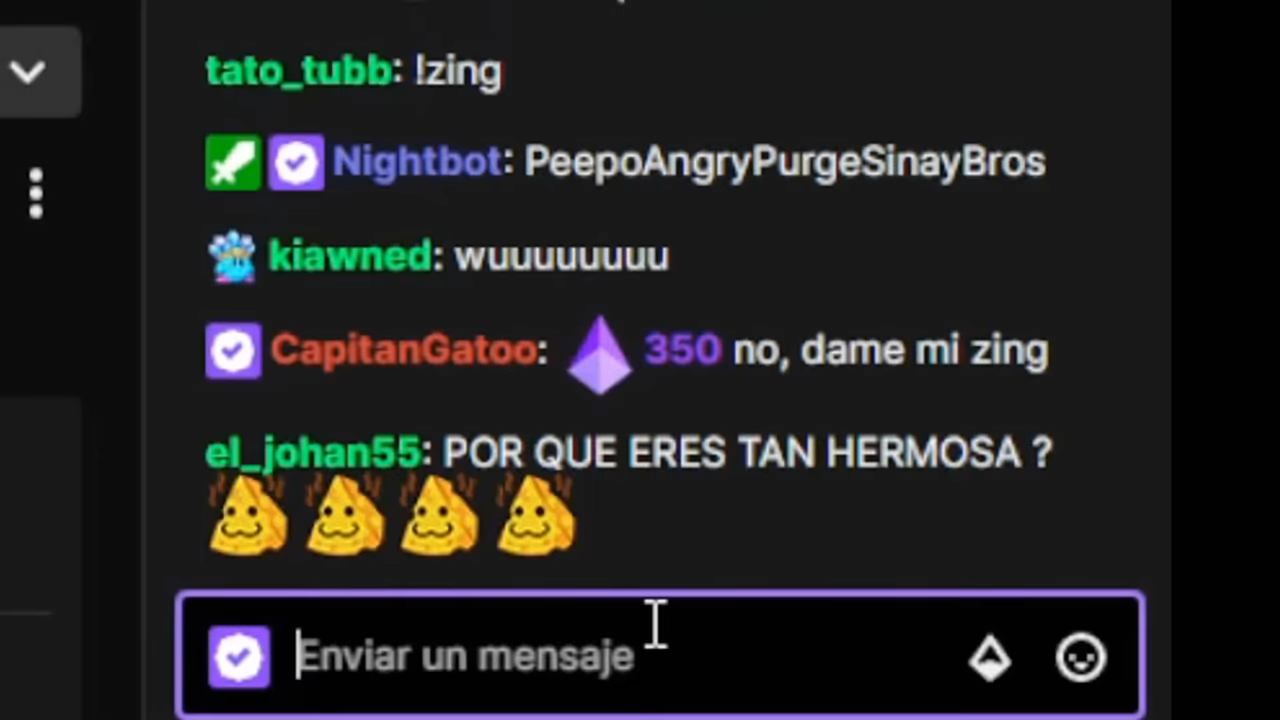 tato_tubb: !zing
Nightbot: PeepoAngryPurgeSinayBros
kiawned: wuuuuuuuu
CapitanGatoo: 350 no, dame mi zing
el_johan55: POR QUE ERES TAN HERMOSA ?
Enviar un mensaje